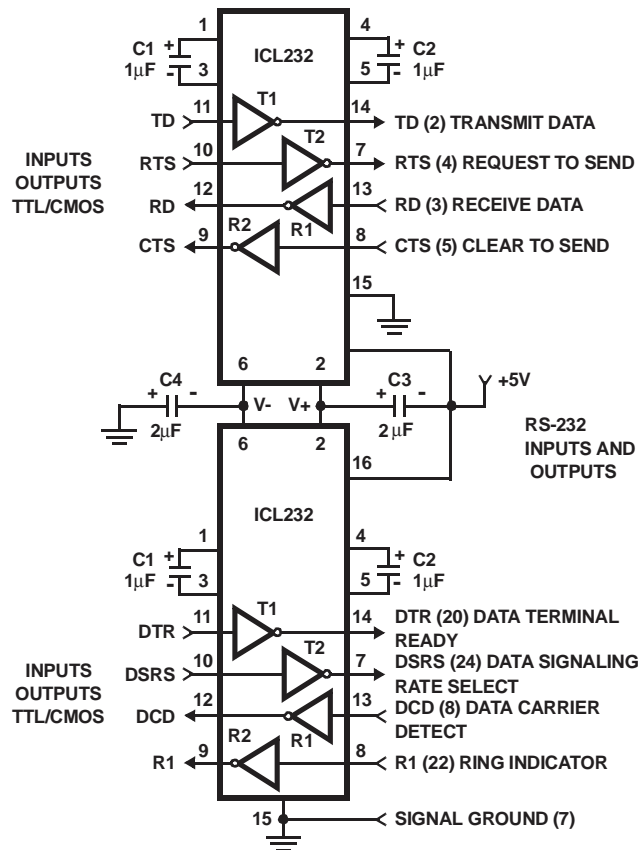 1
4
C1
+
ICL232
+
C2
1μF
-
3
5
-
1μF
T1
11
14
TD
TD (2) TRANSMIT DATA
T2
INPUTS
OUTPUTS
TTL/CMOS
10
7
RTS
RTS (4) REQUEST TO SEND
12
13
RD
RD (3) RECEIVE DATA
R2
R1
9
8
CTS
CTS (5) CLEAR TO SEND
15
6
2
C4
+
-
V-
V+
C3
+
-
+5V
2μF
2μF
RS-232
INPUTS AND
OUTPUTS
6
2
16
ICL232
1
4
C1
+
+
C2
1μF
-
3
5
-
1μF
T1
11
14
DTR
DTR (20) DATA TERMINAL
READY
T2
INPUTS
OUTPUTS
TTL/CMOS
10
7
DSRS
DSRS (24) DATA SIGNALING
RATE SELECT
12
13
DCD
DCD (8) DATA CARRIER
DETECT
R2
R1
9
8
R1
R1 (22) RING INDICATOR
15
SIGNAL GROUND (7)